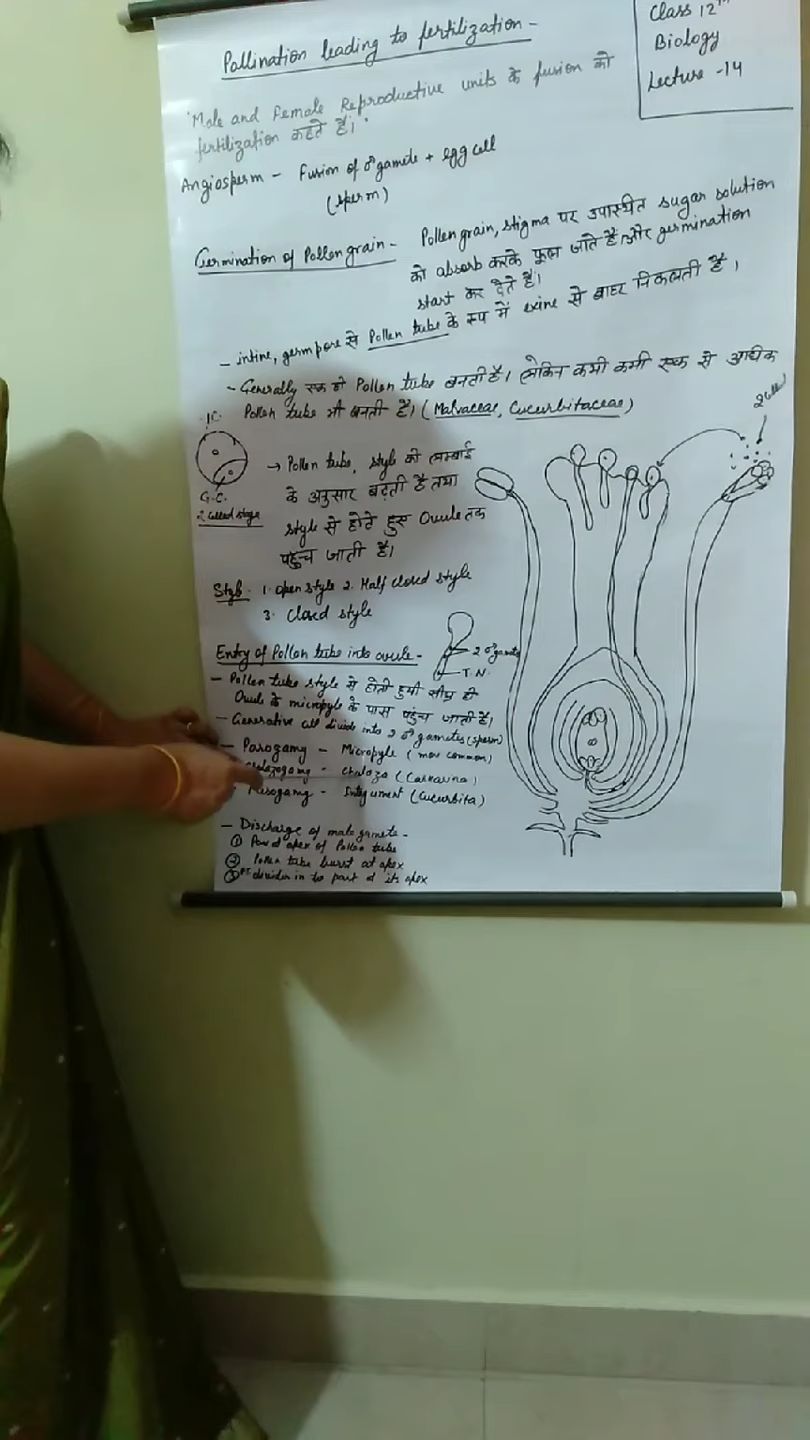 Pollination leading to fertilization -
Class 12th
Biology
Lecture -14
"Male and Female Reproductive units के fusion को
fertilization कहते हैं।"
Angiosperm - Fusion of ♂ gamete + egg cell
(sperm)
Germination of Pollen grain - Pollen grain, stigma पर उपस्थित sugar solution
को absorb करके फूल जाते हैं और germination
start कर देते हैं।
- intine, germpore से Pollen tube के रूप में exine से बाहर निकलती है।
- Generally एक ही Pollen tube बनती है। लेकिन कभी कभी एक से अधिक
Pollen tube भी बनती है। (Malvaceae, Cucurbitaceae)
G.C.
2 celled stage
→ Pollen tube, style की लम्बाई
के अनुसार बढ़ती है तथा
style से होते हुए Ovule तक
पहुंच जाती है।
Style- 1. open style 2. Half closed style
3. Closed style
Entry of Pollen tube into ovule -
2 ♂ gamete
T.N.
- Pollen tube style से होती हुयी शीघ्र ही
Ovule के micropyle के पास पहुंच जाती है।
- Generative cell divide into 2 ♂ gametes (sperm)
- Porogamy - Micropyle (more common)
Chalazogamy - Chalaza (Casuarina)
Mesogamy - Integument (Cucurbita)
- Discharge of male gamete -
① Pore at apex of Pollen tube
② Pollen tube burst at apex
③ PT divides in to part at its apex